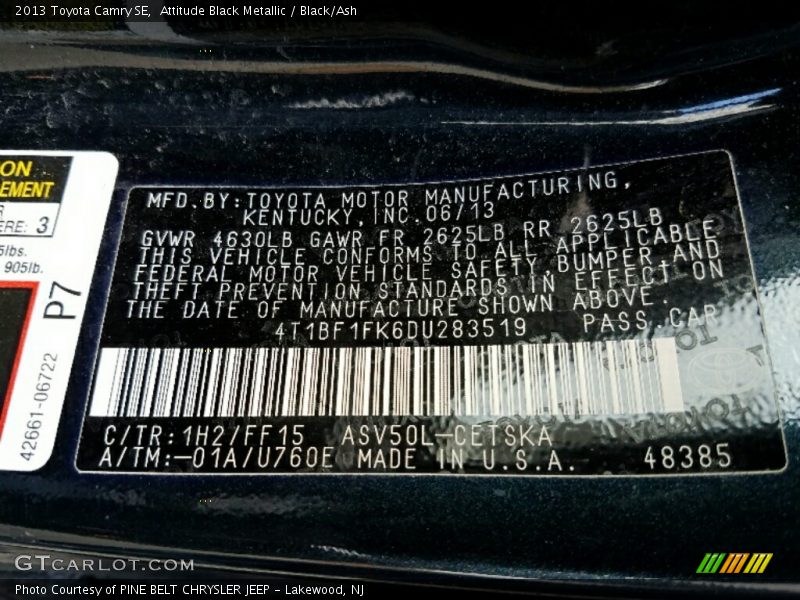 2013 Toyota Camry SE,  Attitude Black Metallic / Black/Ash
ON
EMENT
R
ERE: 3
5lbs.
905lb.
P7
42661-06722
MFD.BY:TOYOTA MOTOR MANUFACTURING,
KENTUCKY,INC.06/13
GVWR 4630LB GAWR FR 2625LB RR 2625LB
THIS VEHICLE CONFORMS TO ALL APPLICABLE
FEDERAL MOTOR VEHICLE SAFETY,BUMPER,AND
THEFT PREVENTION STANDARDS IN EFFECT ON
THE DATE OF MANUFACTURE SHOWN ABOVE.
4T1BF1FK6DU283519 PASS CAR
C/TR:1H2/FF15 ASV50L-CETSKA
A/TM:-01A/U760E MADE IN U.S.A. 48385
GTCARLOT.COM
Photo Courtesy of PINE BELT CHRYSLER JEEP - Lakewood, NJ